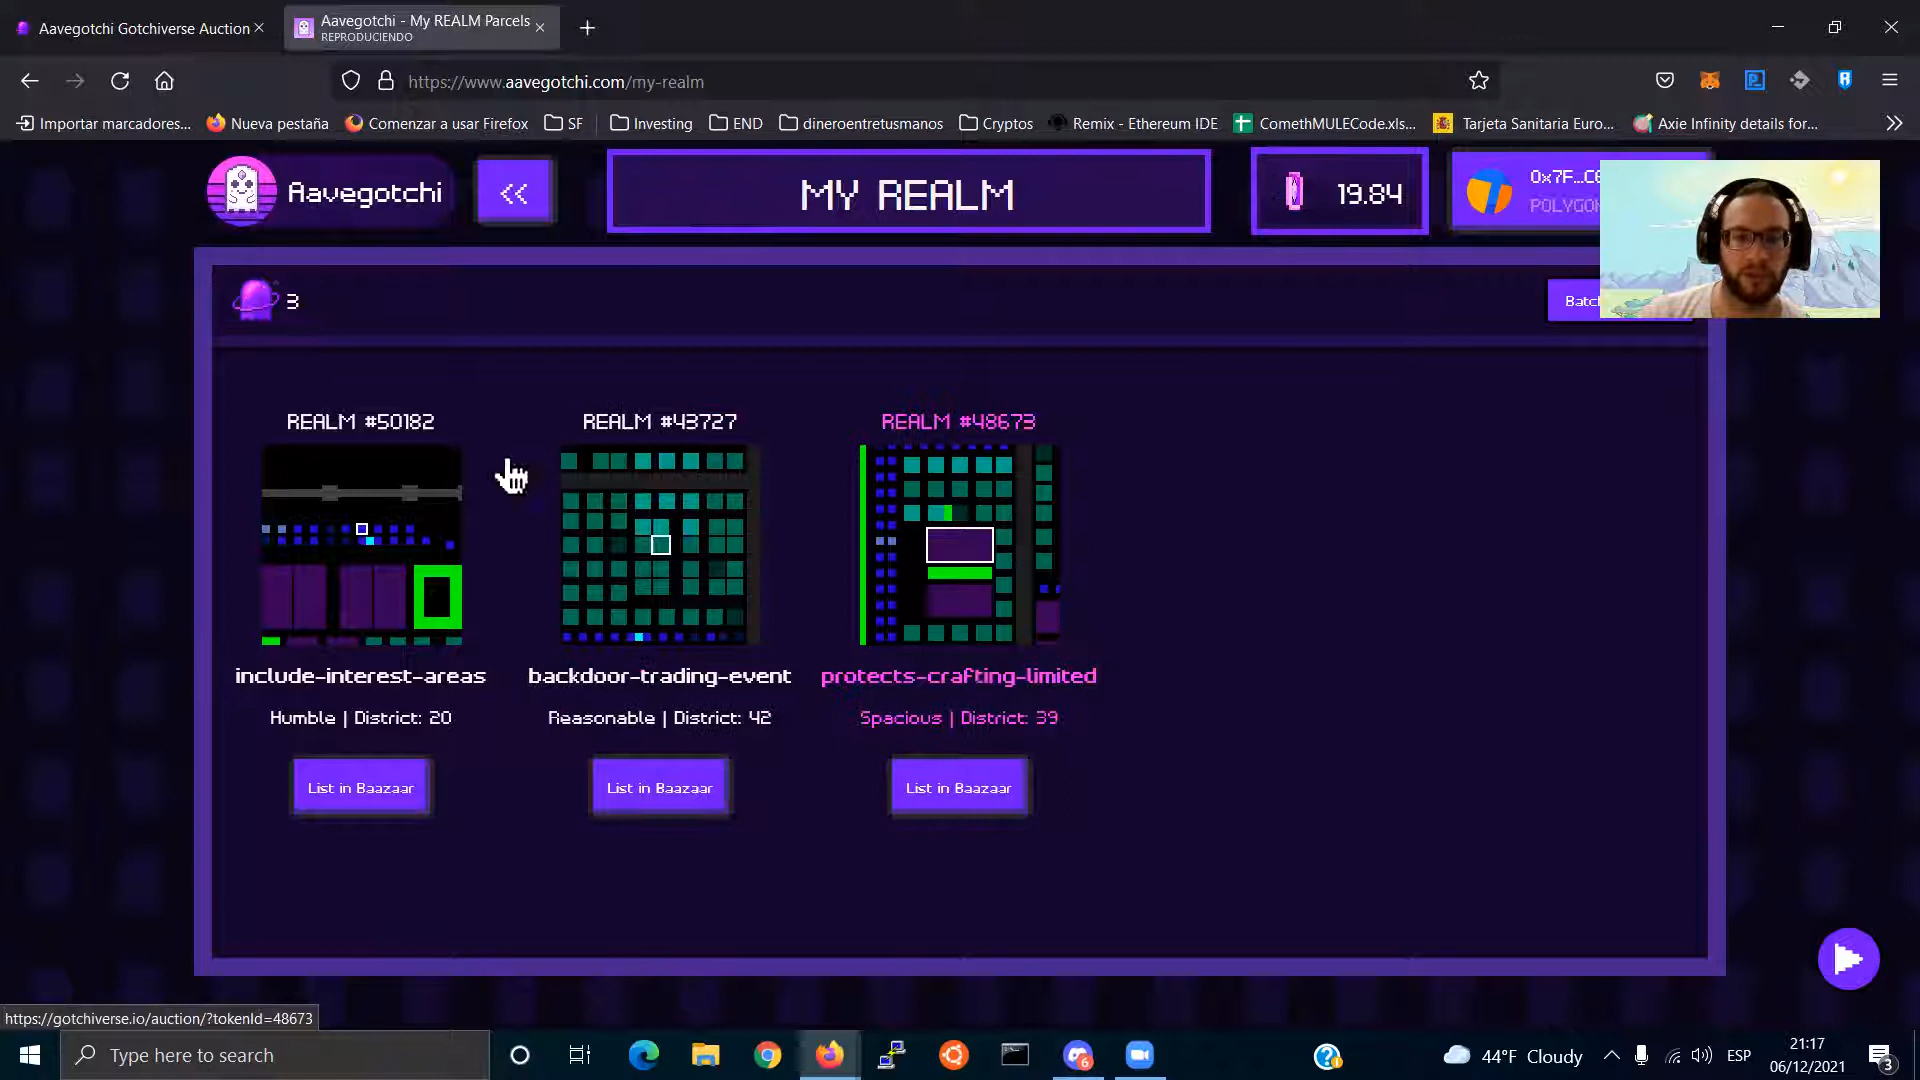 Aavegotchi Gotchiverse Auction
Aavegotchi - My REALM Parcels
REPRODUCIENDO
https://www.aavegotchi.com/my-realm
Importar marcadores...
Nueva pestaña
Comenzar a usar Firefox
SF
Investing
END
dineroentretusmanos
Cryptos
Remix - Ethereum IDE
ComethMULECode.xls...
Tarjeta Sanitaria Euro...
Axie Infinity details for...
Aavegotchi
<<
MY REALM
19.84
0x7F...C6
POLYGON
3
Batc
REALM #50182
REALM #43727
REALM #48673
include-interest-areas
backdoor-trading-event
protects-crafting-limited
Humble | District: 20
Reasonable | District: 42
Spacious | District: 39
List in Baazaar
List in Baazaar
List in Baazaar
https://gotchiverse.io/auction/?tokenId=48673
Type here to search
6
44°F Cloudy
ESP
21:17
06/12/2021
3